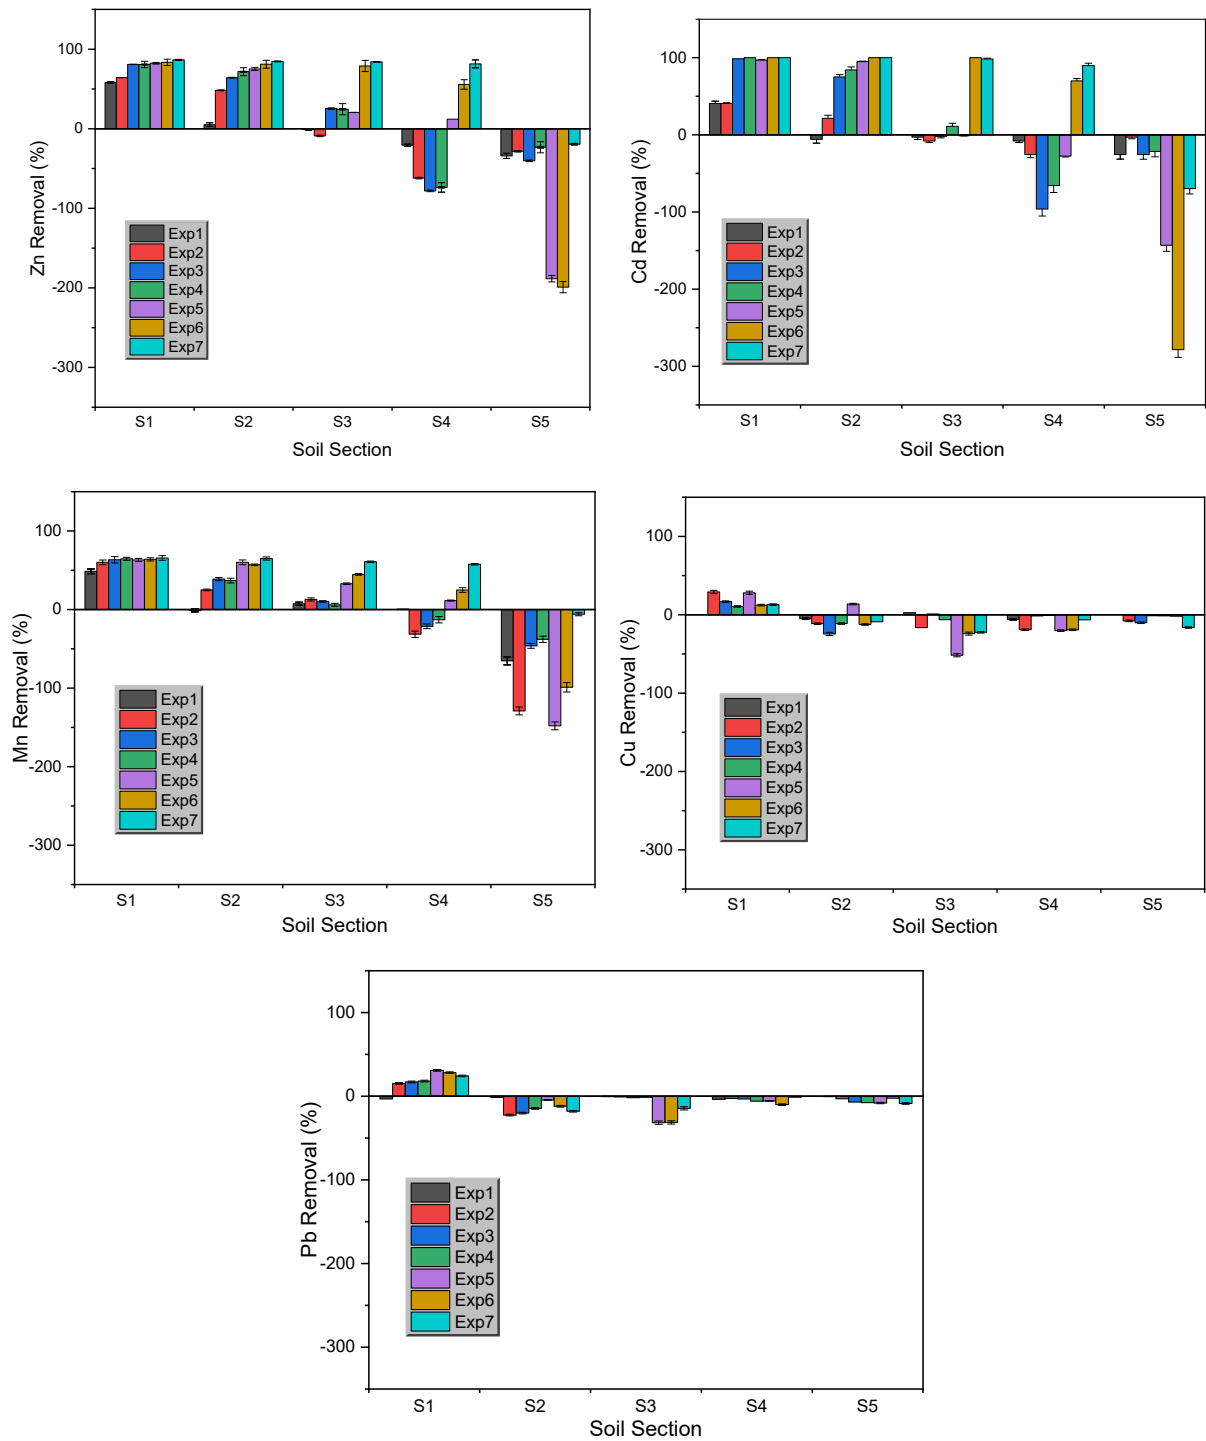 Zn Removal (%)
100
0
-100
-200
-300
Exp1
Exp2
Exp3
Exp4
Exp5
Exp6
Exp7
S1 S2 S3 S4 S5
Soil Section
Cd Removal (%)
100
0
-100
-200
-300
Exp1
Exp2
Exp3
Exp4
Exp5
Exp6
Exp7
S1 S2 S3 S4 S5
Soil Section
Mn Removal (%)
100
0
-100
-200
-300
Exp1
Exp2
Exp3
Exp4
Exp5
Exp6
Exp7
S1 S2 S3 S4 S5
Soil Section
Cu Removal (%)
100
0
-100
-200
-300
Exp1
Exp2
Exp3
Exp4
Exp5
Exp6
Exp7
S1 S2 S3 S4 S5
Soil Section
Pb Removal (%)
100
0
-100
-200
-300
Exp1
Exp2
Exp3
Exp4
Exp5
Exp6
Exp7
S1 S2 S3 S4 S5
Soil Section